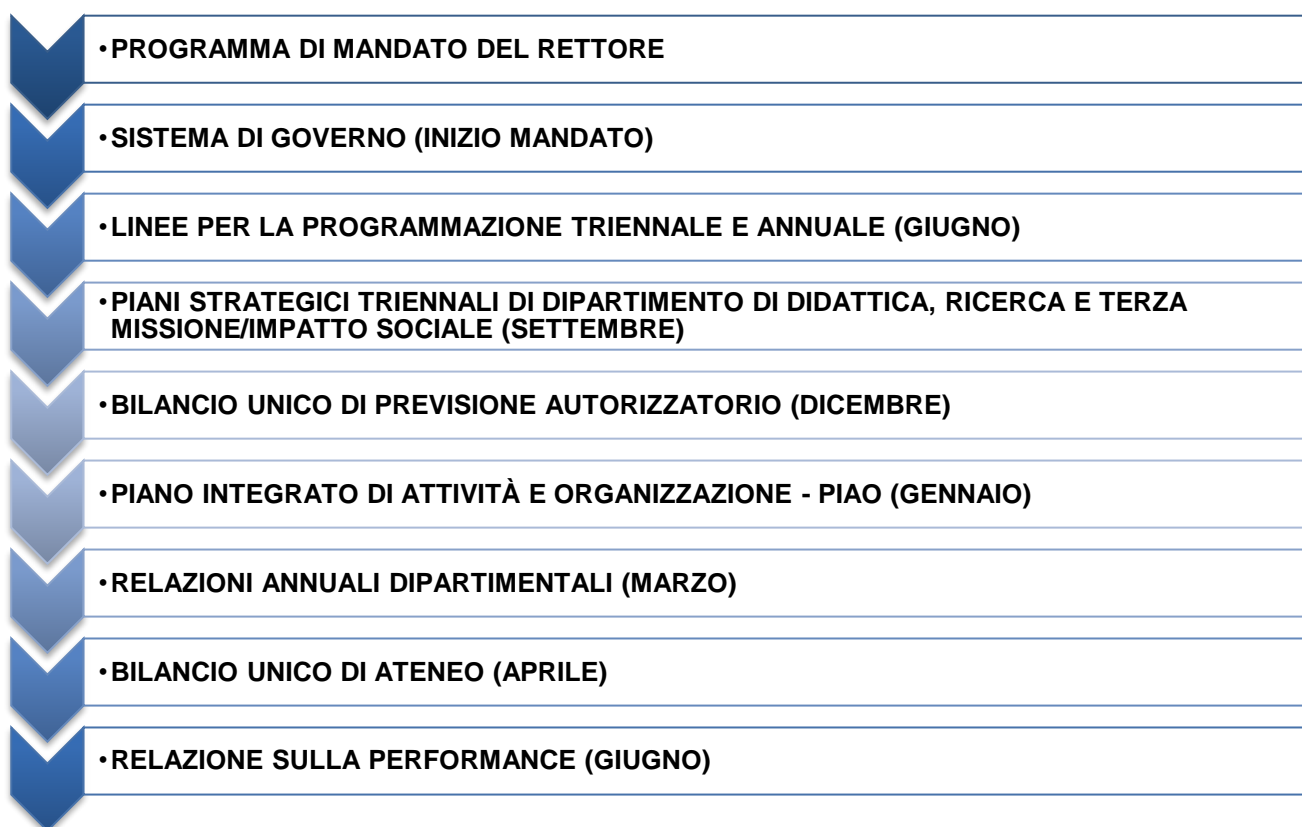 •PROGRAMMA DI MANDATO DEL RETTORE
•SISTEMA DI GOVERNO (INIZIO MANDATO)
•LINEE PER LA PROGRAMMAZIONE TRIENNALE E ANNUALE (GIUGNO)
•PIANI STRATEGICI TRIENNALI DI DIPARTIMENTO DI DIDATTICA, RICERCA E TERZA
MISSIONE/IMPATTO SOCIALE (SETTEMBRE)
•BILANCIO UNICO DI PREVISIONE AUTORIZZATORIO (DICEMBRE)
•PIANO INTEGRATO DI ATTIVITÀ E ORGANIZZAZIONE - PIAO (GENNAIO)
•RELAZIONI ANNUALI DIPARTIMENTALI (MARZO)
•BILANCIO UNICO DI ATENEO (APRILE)
•RELAZIONE SULLA PERFORMANCE (GIUGNO)